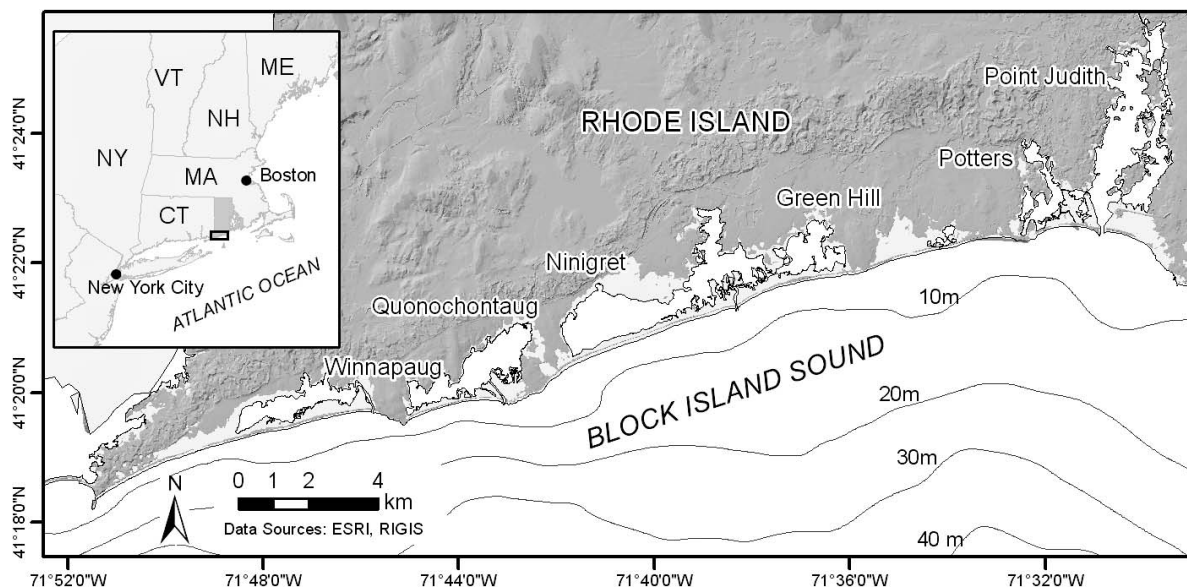 VT
ME
NH
NY
MA
Boston
CT
New York City
ATLANTIC OCEAN
RHODE ISLAND
Point Judith
Potters
Green Hill
Ninigret
Quonochontaug
Winnapaug
BLOCK ISLAND SOUND
10m
20m
30m
40 m
N
0 1 2 4
km
Data Sources: ESRI, RIGIS
41°24'0"N
41°22'0"N
41°20'0"N
41°18'0"N
71°52'0"W 71°48'0"W 71°44'0"W 71°40'0"W 71°36'0"W 71°32'0"W